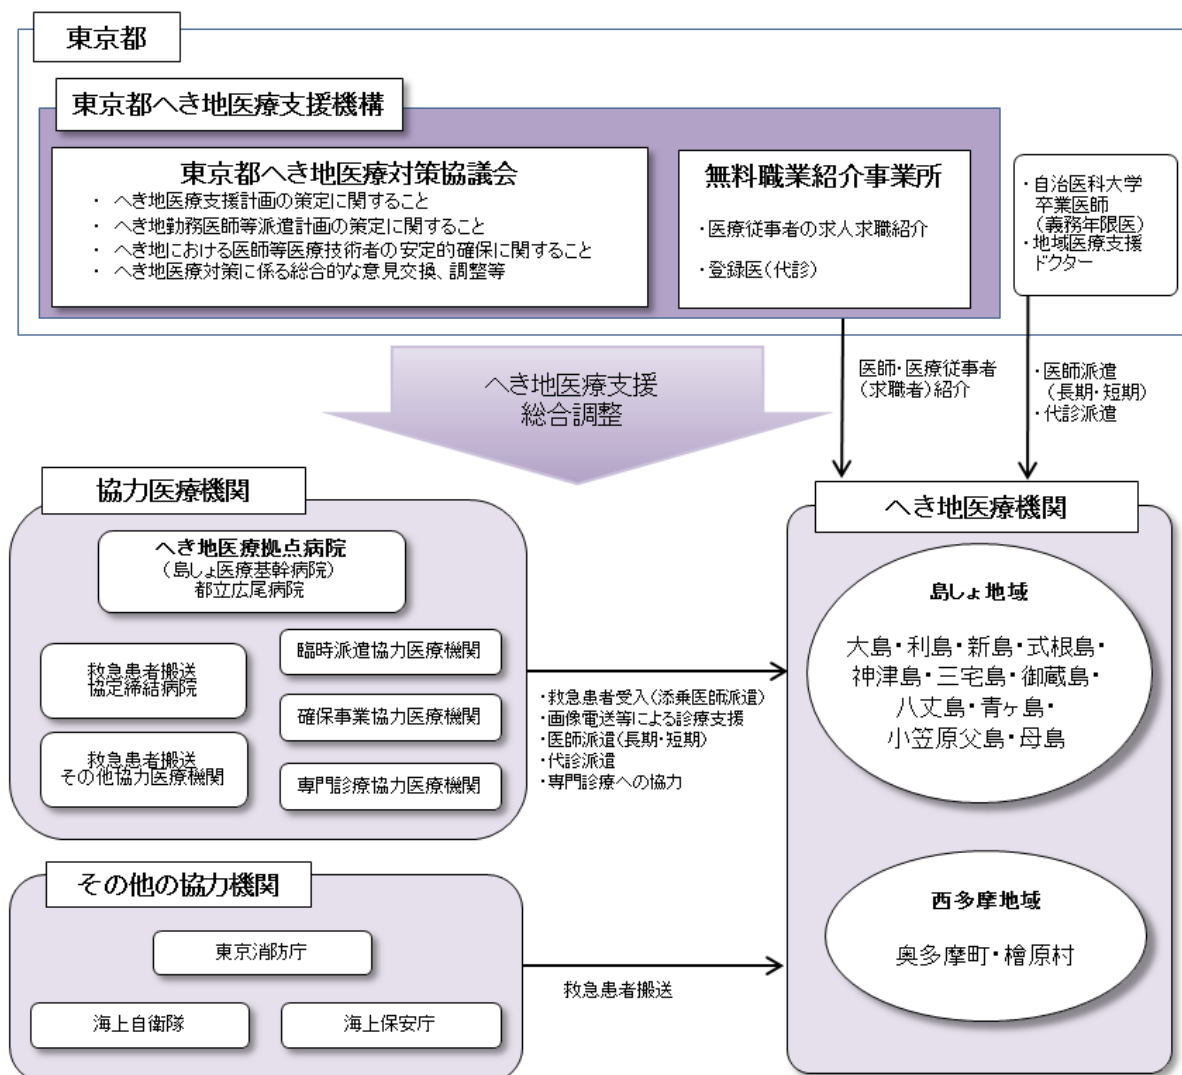 東京都
東京都へき地医療支援機構
東京都へき地医療対策協議会
・ へき地医療支援計画の策定に関すること
・ へき地勤務医師等派遣計画の策定に関すること
・ へき地における医師等医療技術者の安定的確保に関すること
・ へき地医療対策に係る総合的な意見交換、調整等
無料職業紹介事業所
・医療従事者の求人求職紹介
・登録医(代診)
・自治医科大学
卒業医師
(義務年限医)
・地域医療支援
ドクター
へき地医療支援
総合調整
医師・医療従事者
(求職者)紹介
・医師派遣
(長期・短期)
・代診派遣
協力医療機関
へき地医療拠点病院
(島しょ医療基幹病院)
都立広尾病院
救急患者搬送
協定締結病院
救急患者搬送
その他協力医療機関
臨時派遣協力医療機関
確保事業協力医療機関
専門診療協力医療機関
・救急患者受入(添乗医師派遣)
・画像電送等による診療支援
・医師派遣(長期・短期)
・代診派遣
・専門診療への協力
へき地医療機関
島しょ地域
大島・利島・新島・式根島・
神津島・三宅島・御蔵島・
八丈島・青ヶ島・
小笠原父島・母島
西多摩地域
奥多摩町・檜原村
その他の協力機関
東京消防庁
海上自衛隊
海上保安庁
救急患者搬送